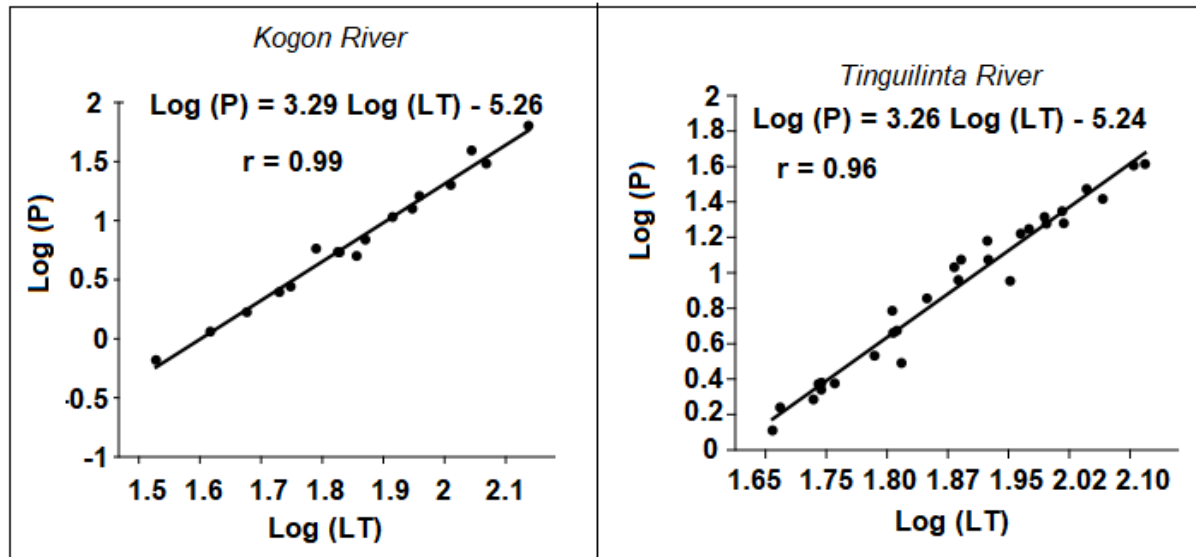 Kogon River
Log (P) = 3.29 Log (LT) - 5.26
r = 0.99
Log (P)
2
1.5
1
0.5
0
-0.5
-1
1.5 1.6 1.7 1.8 1.9 2 2.1
Log (LT)
Tinguilinta River
Log (P) = 3.26 Log (LT) - 5.24
r = 0.96
Log (P)
2
1.8
1.6
1.4
1.2
1
0.8
0.6
0.4
0.2
0
1.65 1.75 1.80 1.87 1.95 2.02 2.10
Log (LT)